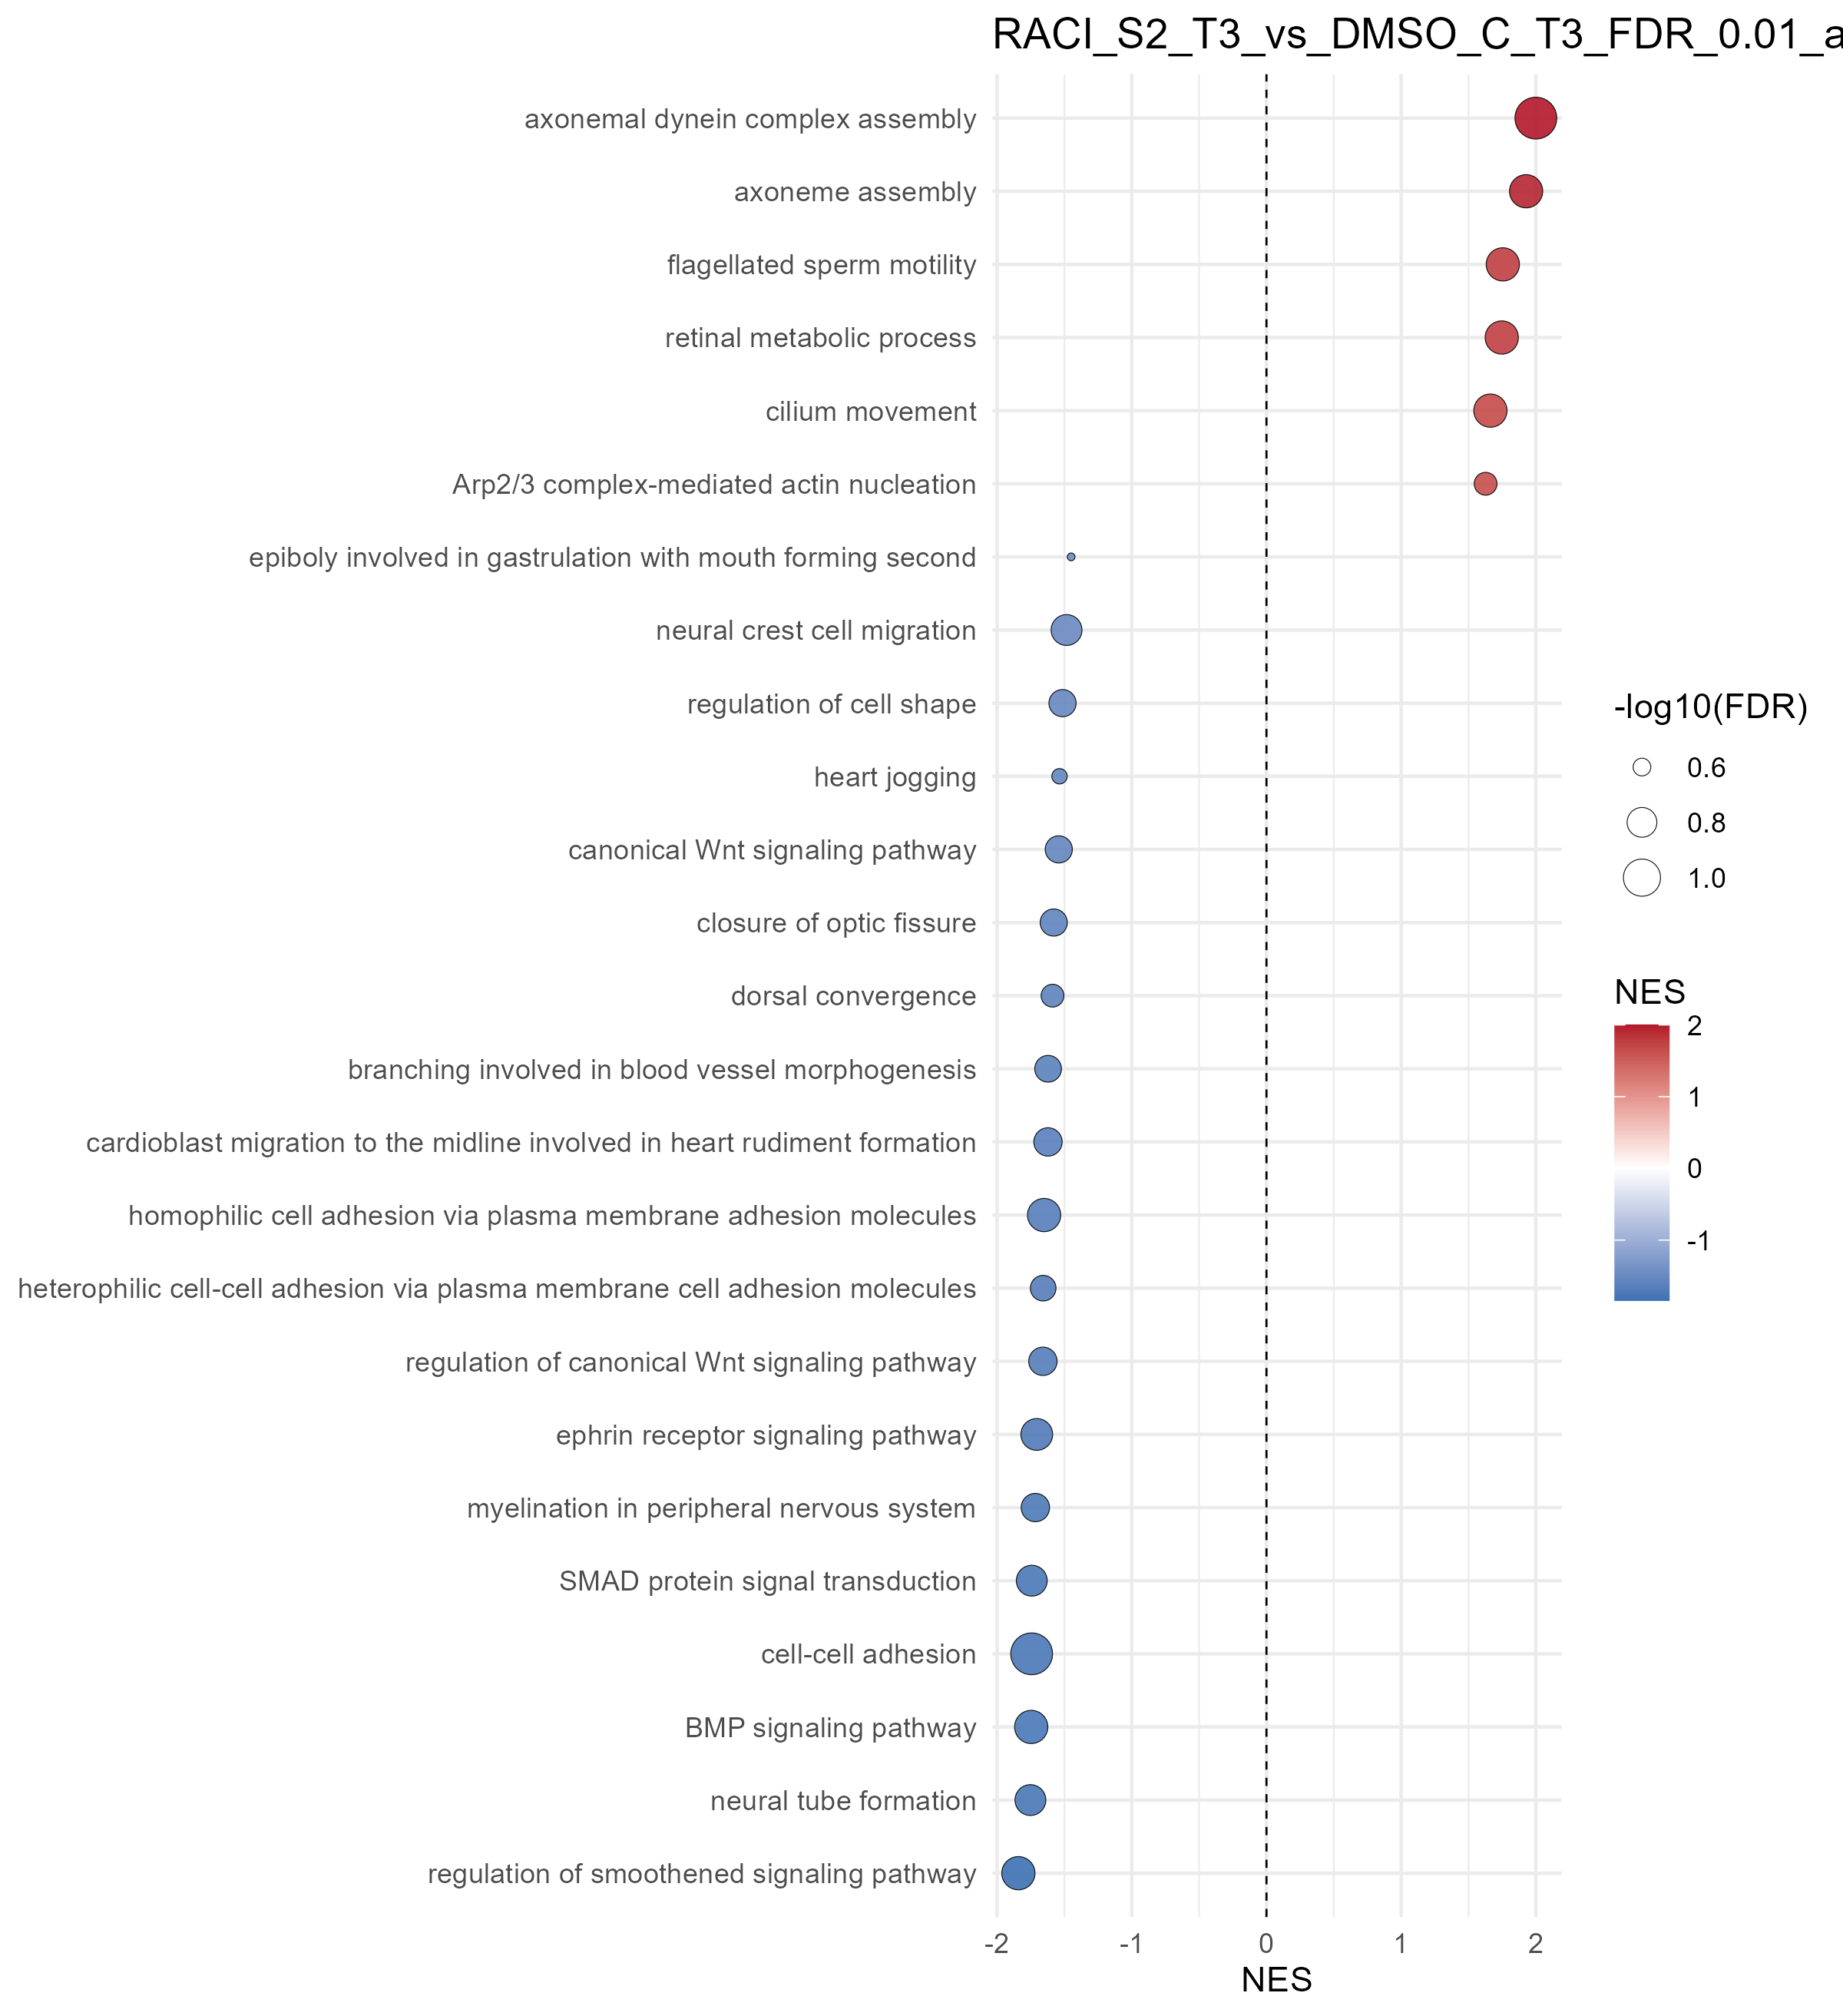 RACI_S2_T3_vs_DMSO_C_T3_FDR_0.01_a
axonemal dynein complex assembly
axoneme assembly
flagellated sperm motility
retinal metabolic process
cilium movement
Arp2/3 complex-mediated actin nucleation
epiboly involved in gastrulation with mouth forming second
neural crest cell migration
regulation of cell shape
heart jogging
canonical Wnt signaling pathway
closure of optic fissure
dorsal convergence
branching involved in blood vessel morphogenesis
cardioblast migration to the midline involved in heart rudiment formation
homophilic cell adhesion via plasma membrane adhesion molecules
heterophilic cell-cell adhesion via plasma membrane cell adhesion molecules
regulation of canonical Wnt signaling pathway
ephrin receptor signaling pathway
myelination in peripheral nervous system
SMAD protein signal transduction
cell-cell adhesion
BMP signaling pathway
neural tube formation
regulation of smoothened signaling pathway
-2 -1 0 1 2
NES
-log10(FDR)
0.6
0.8
1.0
NES
2
1
0
-1